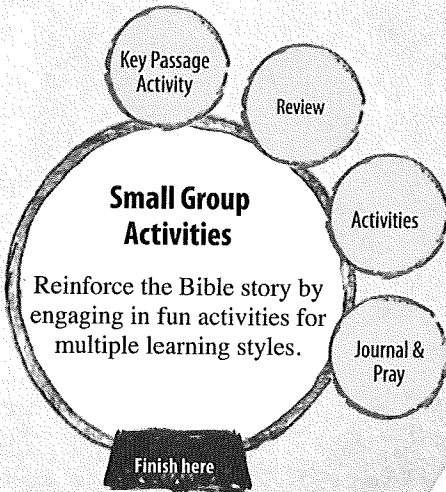 Key Passage
Activity
Review
Activities
Journal &
Pray
Small Group
Activities
Reinforce the Bible story by
engaging in fun activities for
multiple learning styles.
Finish here